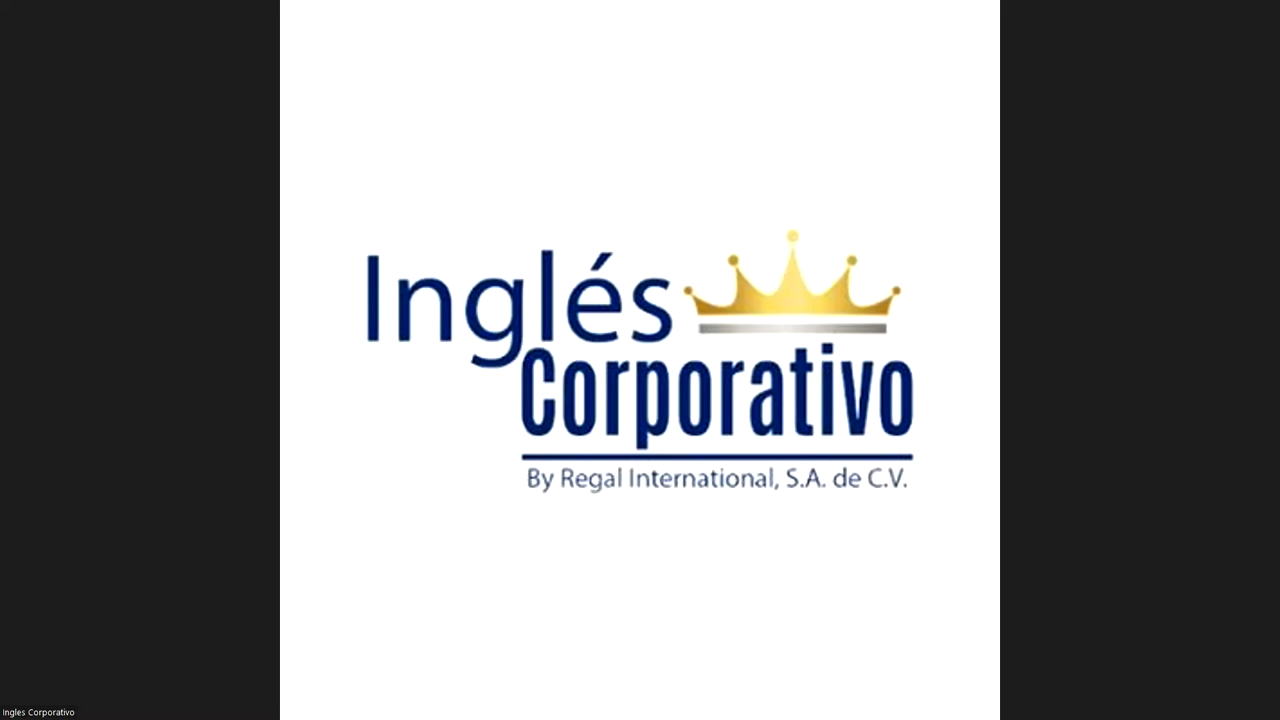 Inglés
Corporativo
By Regal International, S.A. de C.V.
Ingles Corporativo